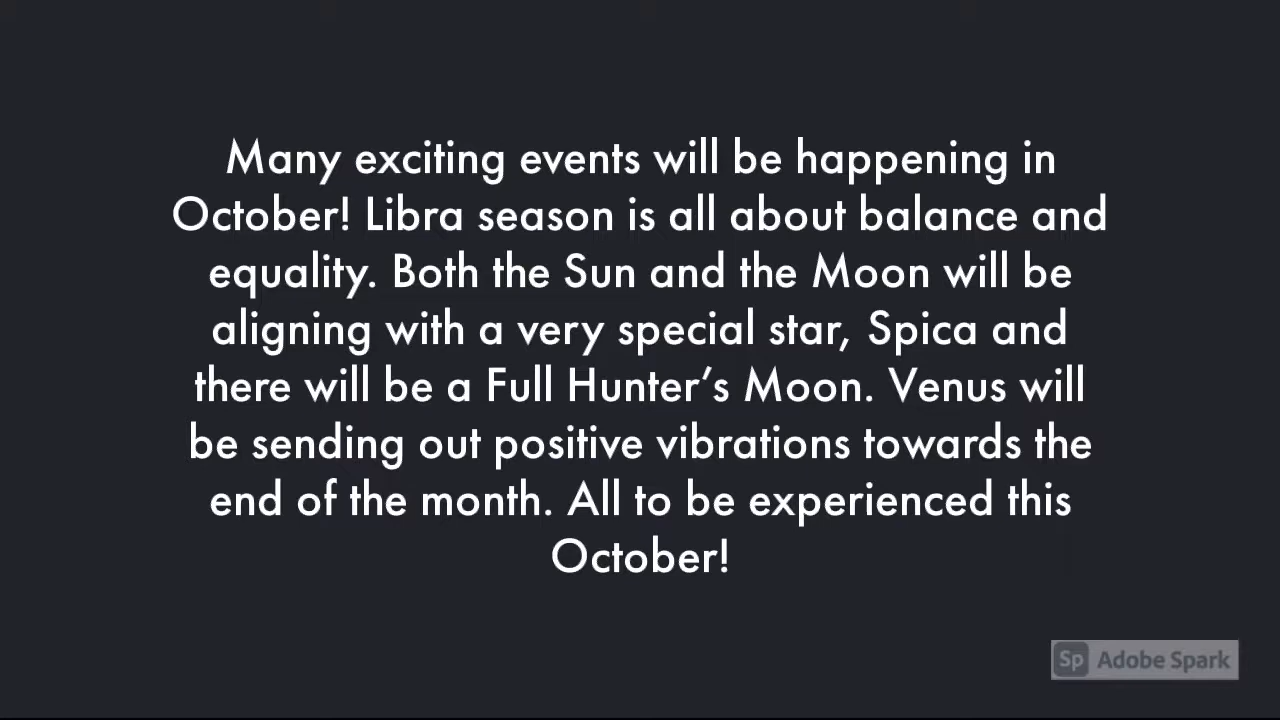 Many exciting events will be happening in
October! Libra season is all about balance and
equality. Both the Sun and the Moon will be
aligning with a very special star, Spica and
there will be a Full Hunter’s Moon. Venus will
be sending out positive vibrations towards the
end of the month. All to be experienced this
October!
Sp Adobe Spark